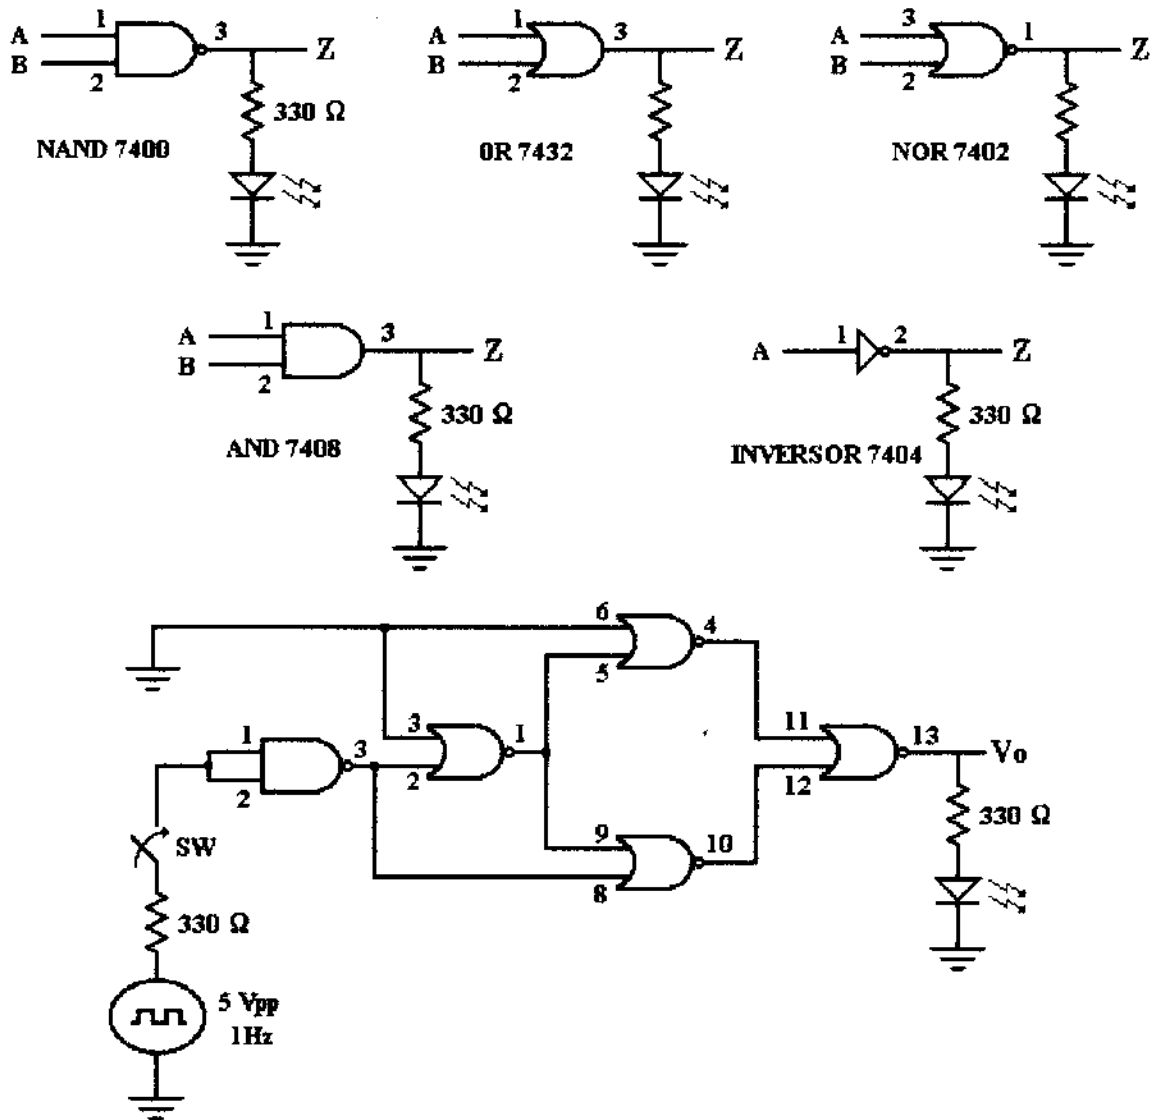 1 3 A Z B 2 330 Ω NAND 7400
1 3 A Z B 2 0R 7432
3 1 A Z B 2 NOR 7402
1 3 A Z B 2 330 Ω AND 7408
A 1 2 Z 330 Ω INVERSOR 7404
6 4
5
1 3 3 1 11 13 Vo
2 2 12
SW 9 10 330 Ω
8
330 Ω
5 Vpp
1Hz